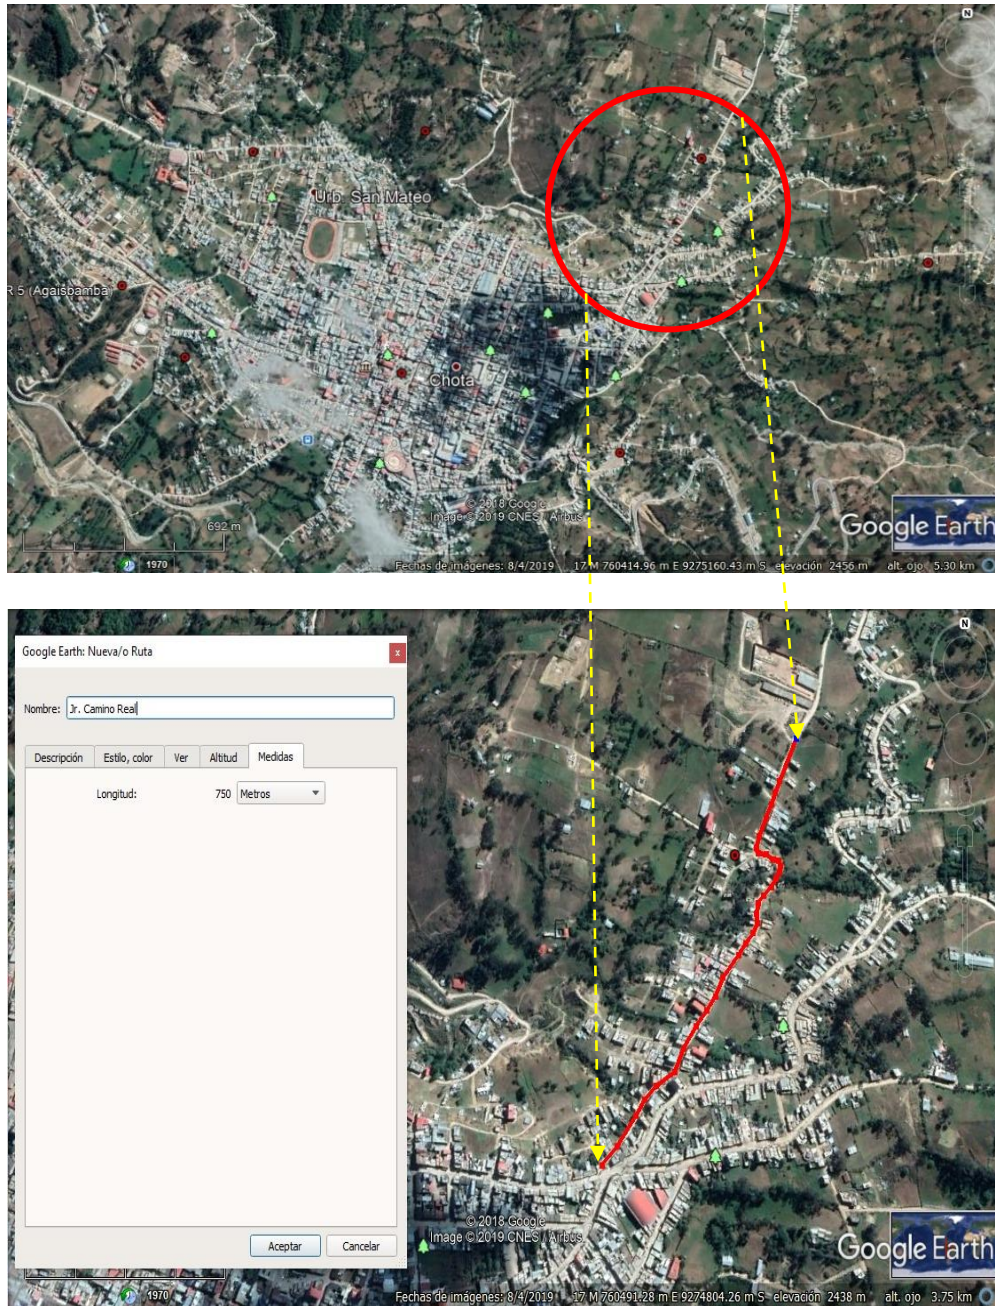 N
Urb. San Mateo
R 5 (Agaisbamba)
Chota
© 2018 Google
Image © 2019 CNES / Airbus
692 m
Google Earth
1970
Fechas de imágenes: 8/4/2019 17 M 760414.96 m E 9275160.43 m S elevación 2456 m alt. ojo 5.30 km
Google Earth: Nueva/o Ruta
x
N
Nombre: Jr. Camino Real
Descripción Estilo, color Ver Altitud Medidas
Longitud: 750 Metros
© 2018 Google
Image © 2019 CNES / Airbus
Aceptar Cancelar
Google Earth
1970
Fechas de imágenes: 8/4/2019 17 M 760491.28 m E 9274804.26 m S elevación 2438 m alt. ojo 3.75 km